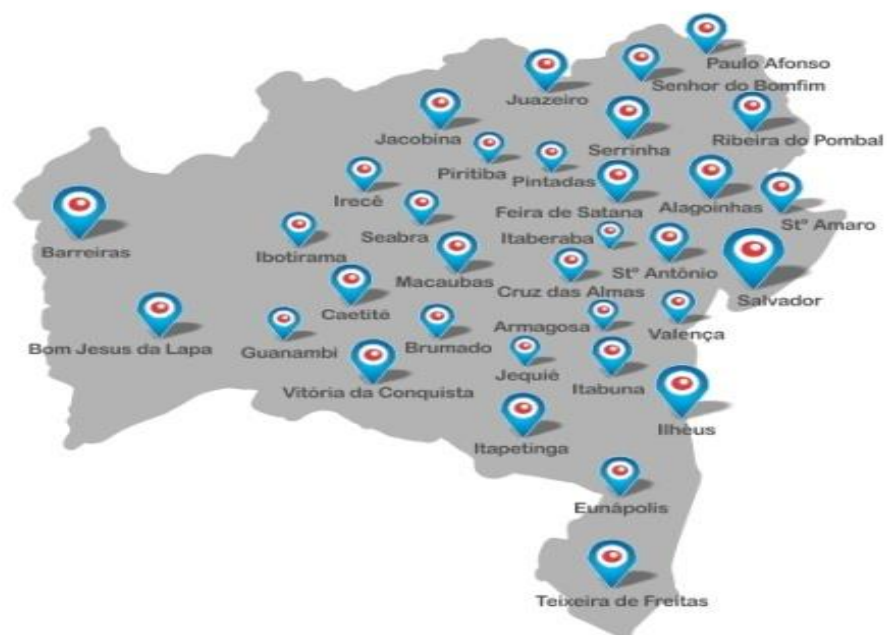 Paulo Afonso
Senhor do Bomfim
Juazeiro
Jacobina
Serrinha
Ribeira do Pombal
Piritiba
Pintadas
Irecê
Feira de Satana
Alagoinhas
Stº Amaro
Seabra
Itaberaba
Barreiras
Ibotirama
Macaubas
Stº Antônio
Cruz das Almas
Salvador
Caetité
Armagosa
Valença
Bom Jesus da Lapa
Guanambi
Brumado
Jequié
Itabuna
Vitória da Conquista
Ilhéus
Itapetinga
Eunápolis
Teixeira de Freitas